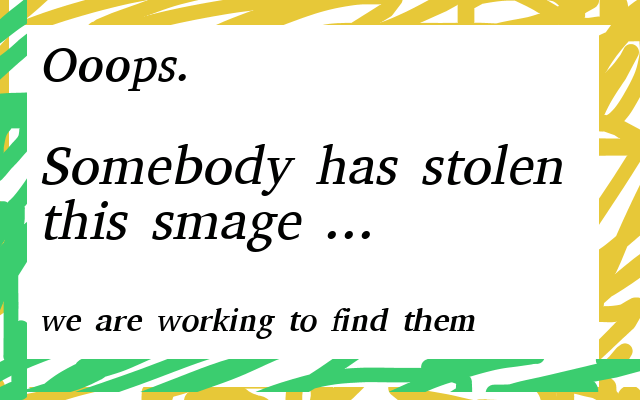 Ooops.
Somebody has stolen
this smage ...
we are working to find them